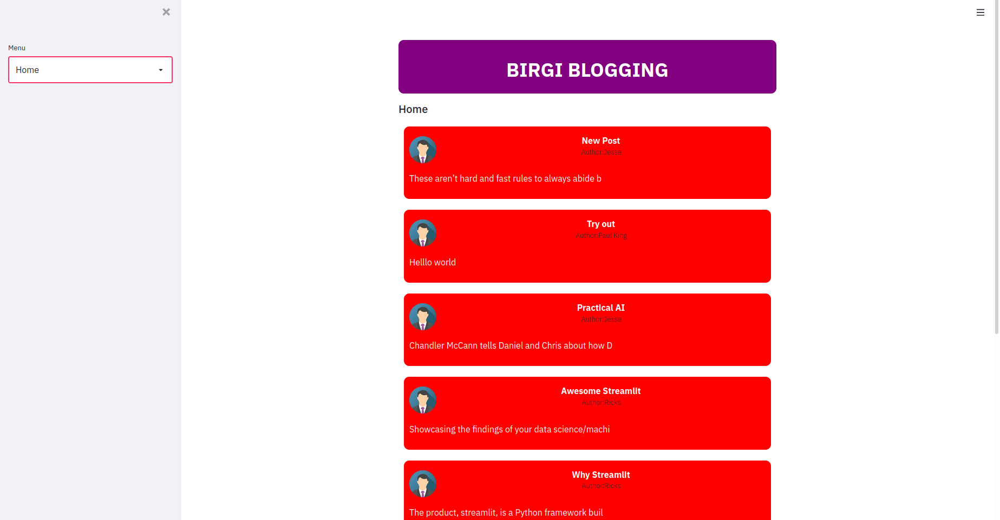 Menu
Home
BIRGI BLOGGING
Home
New Post
Author:Jesse
These aren’t hard and fast rules to always abide b
Try out
Author:Paul King
Helllo world
Practical AI
Author:Jesse
Chandler McCann tells Daniel and Chris about how D
Awesome Streamlit
Author:Ricks
Showcasing the findings of your data science/machi
Why Streamlit
Author:Ricks
The product, streamlit, is a Python framework buil